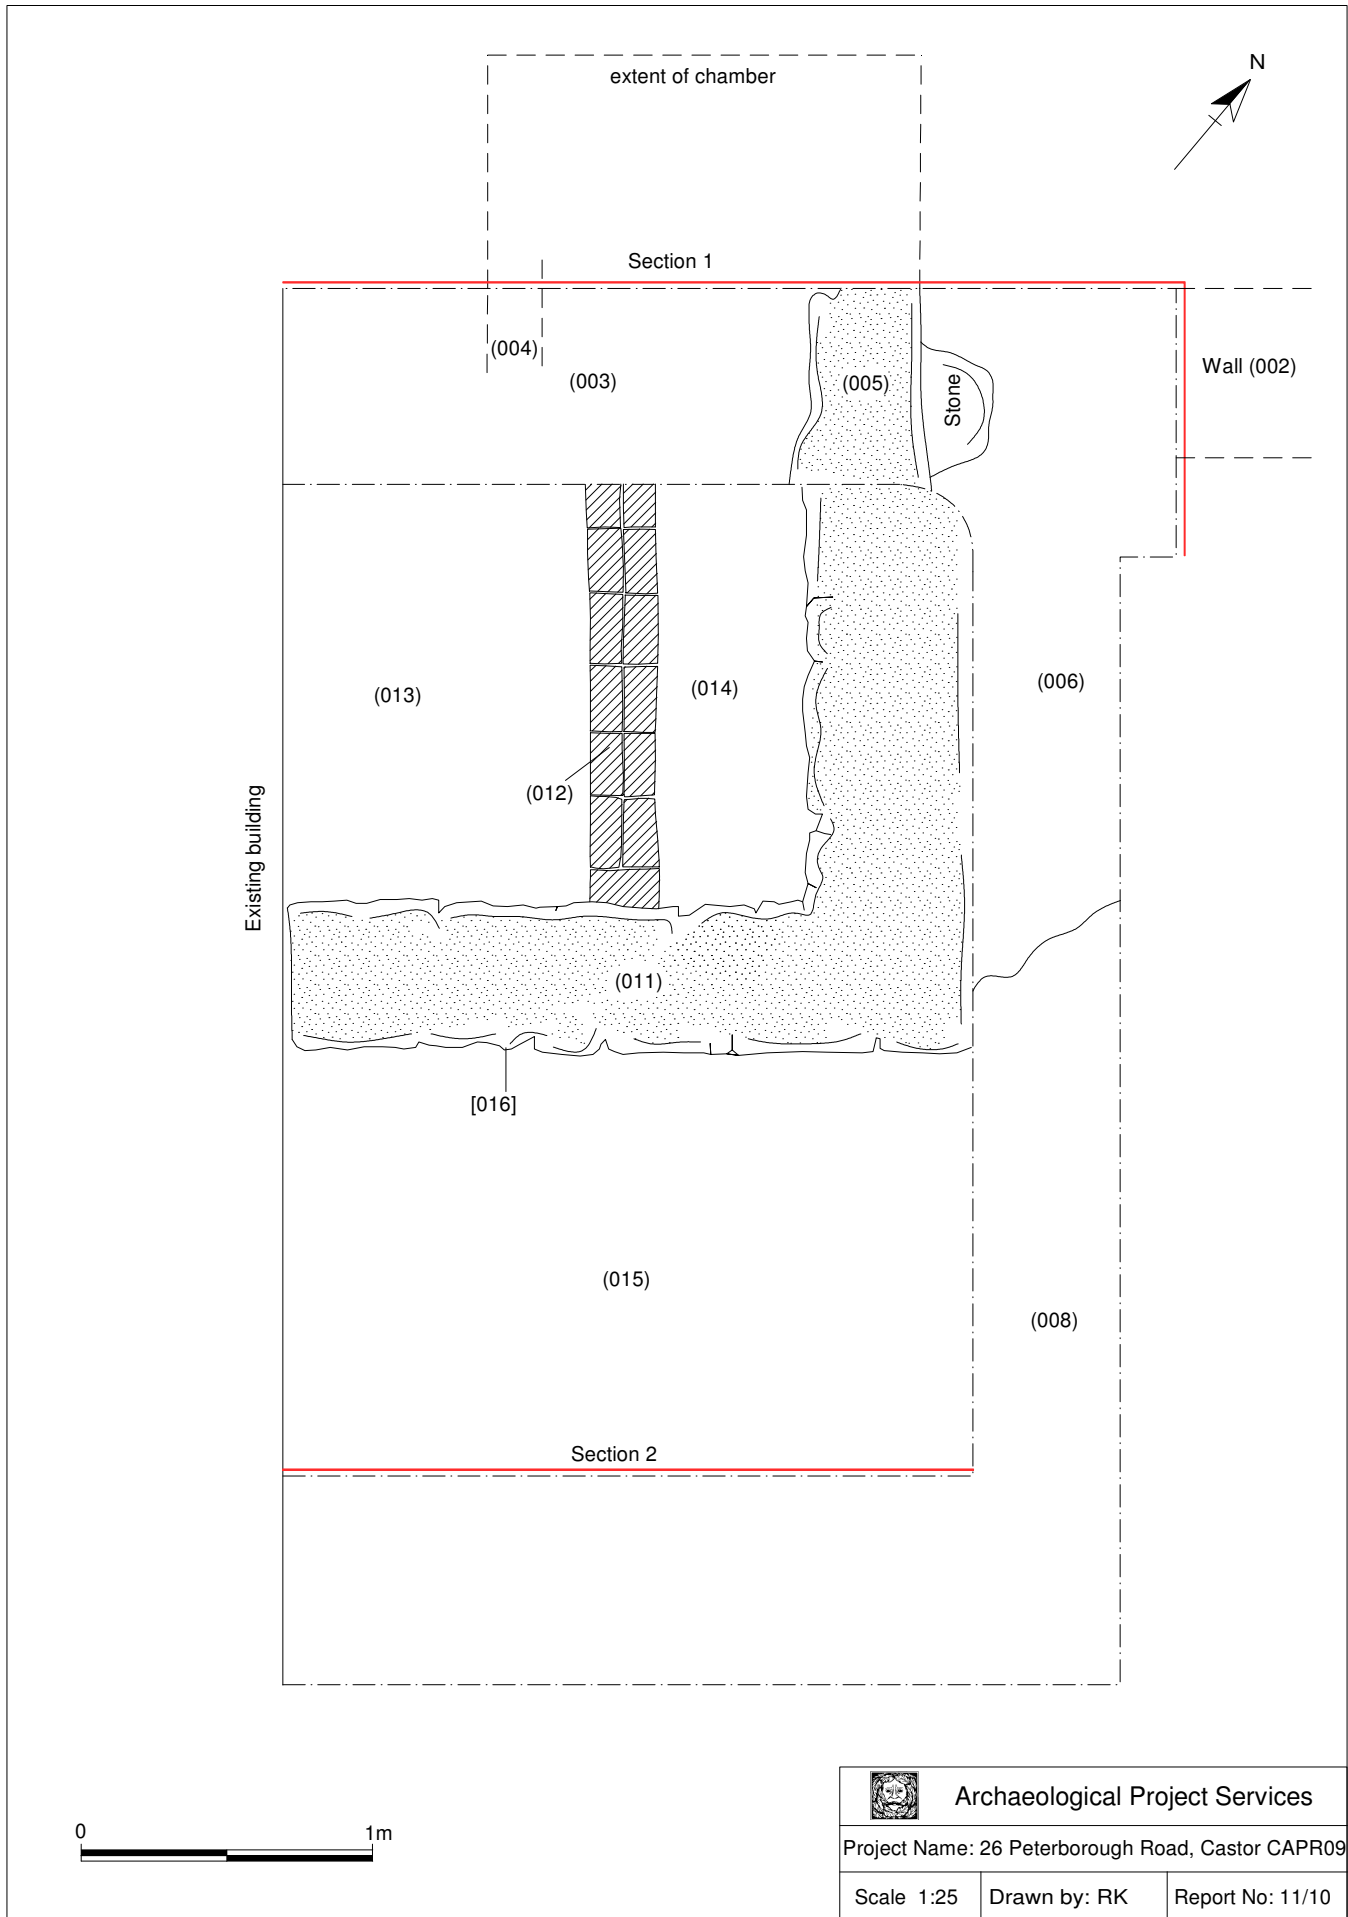 extent of chamber
N
Section 1
(004)
(003)
(005)
Stone
Wall (002)
(013)
(014)
(006)
(012)
Existing building
(011)
[016]
(015)
(008)
Section 2
0 1m
Archaeological Project Services
Project Name: 26 Peterborough Road, Castor CAPR09
Scale 1:25 Drawn by: RK Report No: 11/10